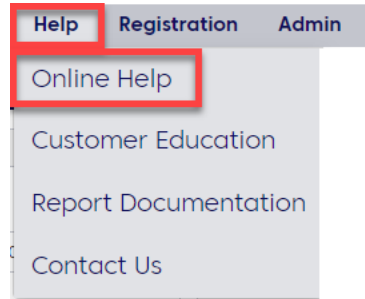 Help Registration Admin
Online Help
Customer Education
Report Documentation
Contact Us